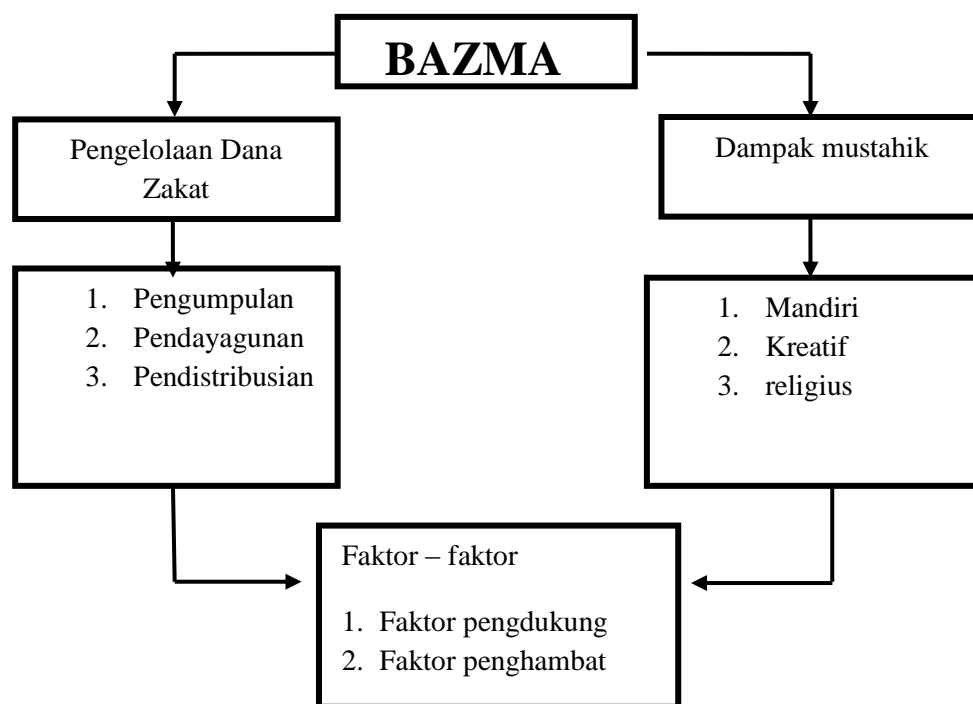 BAZMA
Pengelolaan Dana
Zakat
Dampak mustahik
1. Pengumpulan
2. Pendayagunan
3. Pendistribusian
1. Mandiri
2. Kreatif
3. religius
Faktor – faktor
1. Faktor pengdukung
2. Faktor penghambat